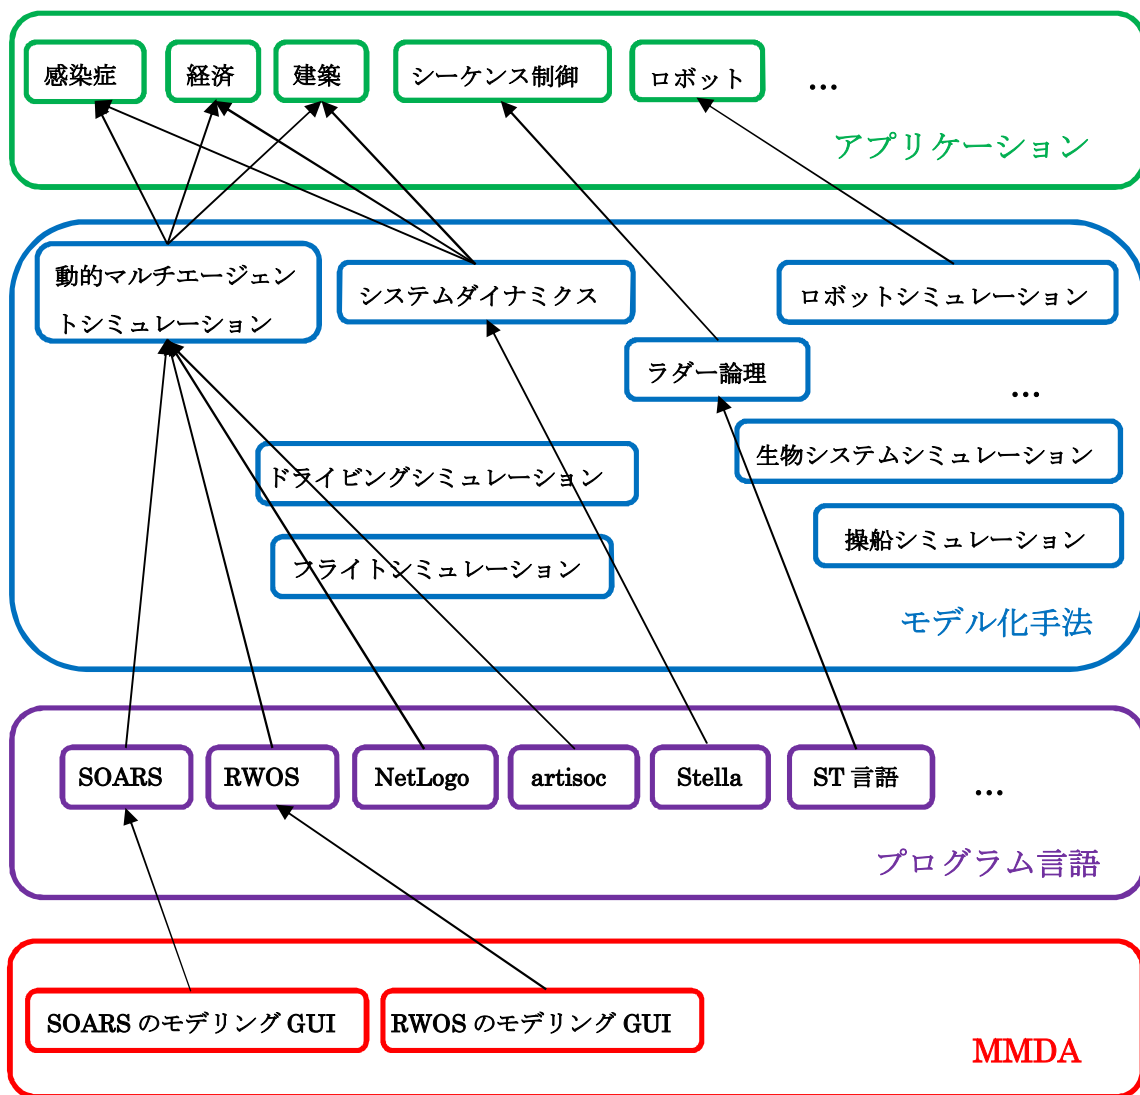 感染症
経済
建築
シーケンス制御
ロボット
…
アプリケーション
動的マルチエージェン
トシミュレーション
システムダイナミクス
ロボットシミュレーション
ラダー論理
…
ドライビングシミュレーション
生物システムシミュレーション
フライトシミュレーション
操船シミュレーション
モデル化手法
SOARS
RWOS
NetLogo
artisoc
Stella
ST 言語
…
プログラム言語
SOARS のモデリング GUI
RWOS のモデリング GUI
MMDA